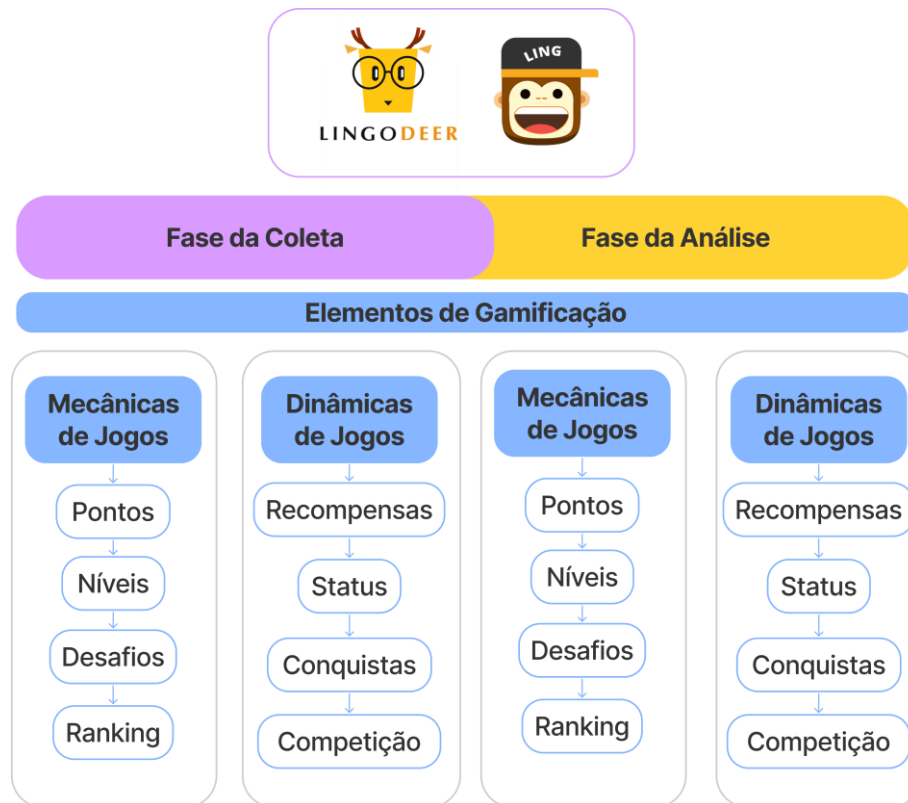 LINGODEER
LING
Fase da Coleta
Fase da Análise
Elementos de Gamificação
Mecânicas
de Jogos
Pontos
Níveis
Desafios
Ranking
Dinâmicas
de Jogos
Recompensas
Status
Conquistas
Competição
Mecânicas
de Jogos
Pontos
Níveis
Desafios
Ranking
Dinâmicas
de Jogos
Recompensas
Status
Conquistas
Competição